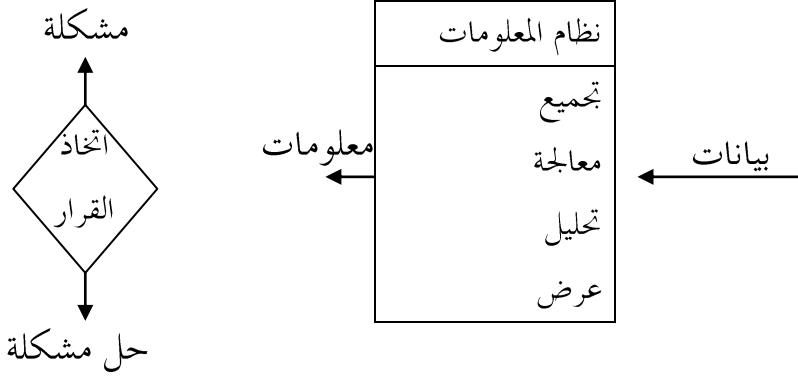 بيانات
نظام المعلومات
تجميع
معالجة
تحليل
عرض
معلومات
مشكلة
اتخاذ
القرار
حل مشكلة